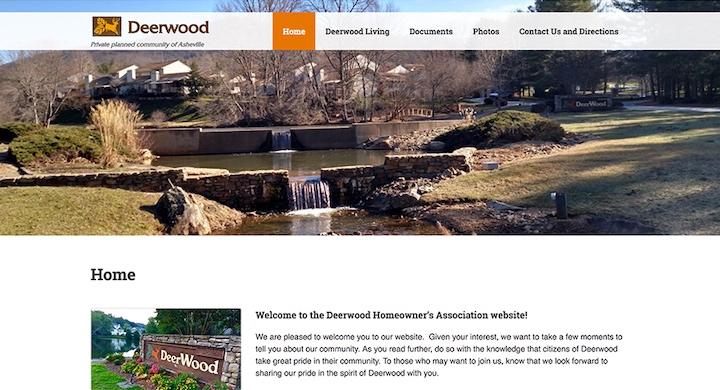 Deerwood
Private planned community of Asheville
Home Deerwood Living Documents Photos Contact Us and Directions
DeerWood
Home
DeerWood
Welcome to the Deerwood Homeowner's Association website!
We are pleased to welcome you to our website. Given your interest, we want to take a few moments to
tell you about our community. As you read further, do so with the knowledge that citizens of Deerwood
take great pride in their community. To those who may want to join us, know that we look forward to
sharing our pride in the spirit of Deerwood with you.